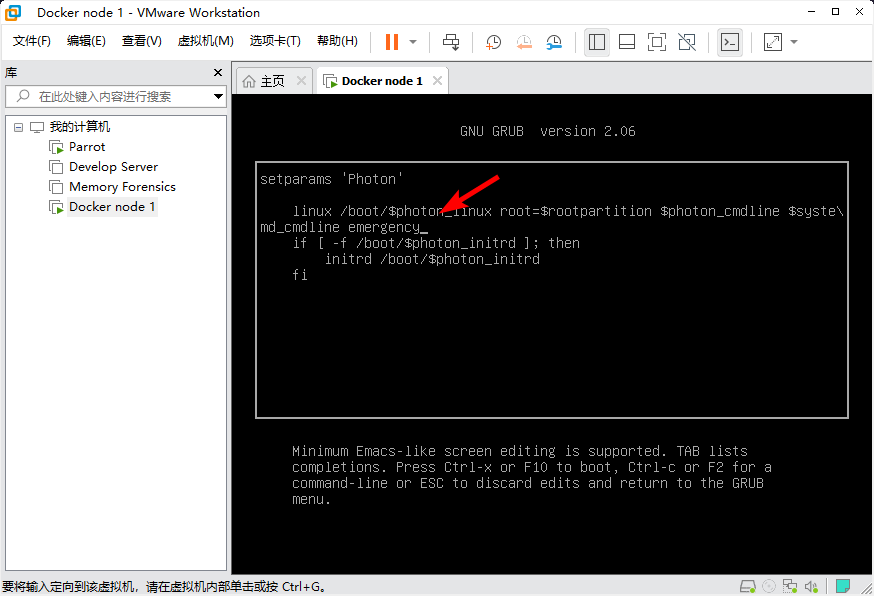 Docker node 1 - VMware Workstation
文件(F) 编辑(E) 查看(V) 虚拟机(M) 选项卡(T) 帮助(H)
库
在此处键入内容进行搜索
我的计算机
Parrot
Develop Server
Memory Forensics
Docker node 1
主页 Docker node 1
GNU GRUB version 2.06
setparams 'Photon'
linux /boot/$photon_linux root=$rootpartition $photon_cmdline $syste\
md_cmdline emergency_
if [ -f /boot/$photon_initrd ]; then
initrd /boot/$photon_initrd
fi
Minimum Emacs-like screen editing is supported. TAB lists
completions. Press Ctrl-x or F10 to boot, Ctrl-c or F2 for a
command-line or ESC to discard edits and return to the GRUB
menu.
要将输入定向到该虚拟机，请在虚拟机内部单击或按 Ctrl+G。